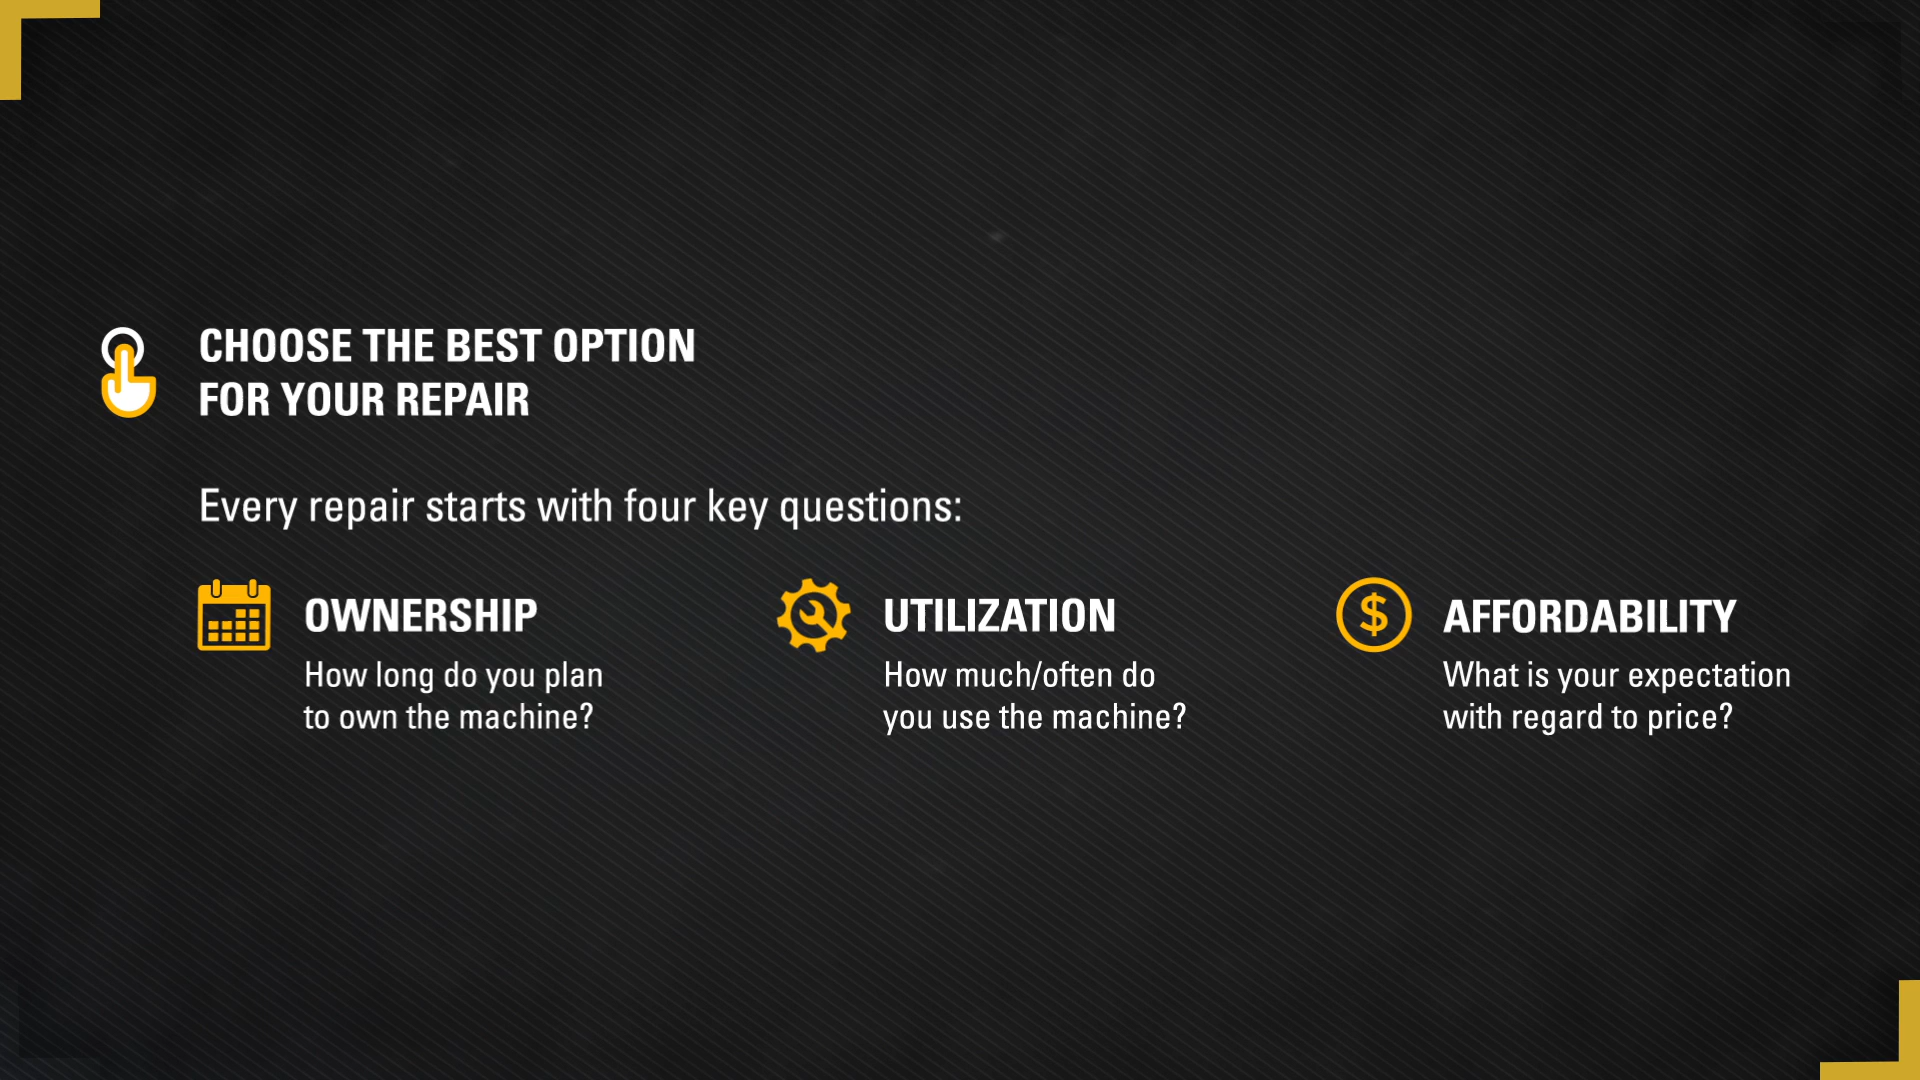 CHOOSE THE BEST OPTION
FOR YOUR REPAIR
Every repair starts with four key questions:
OWNERSHIP
How long do you plan
to own the machine?
UTILIZATION
How much/often do
you use the machine?
AFFORDABILITY
What is your expectation
with regard to price?